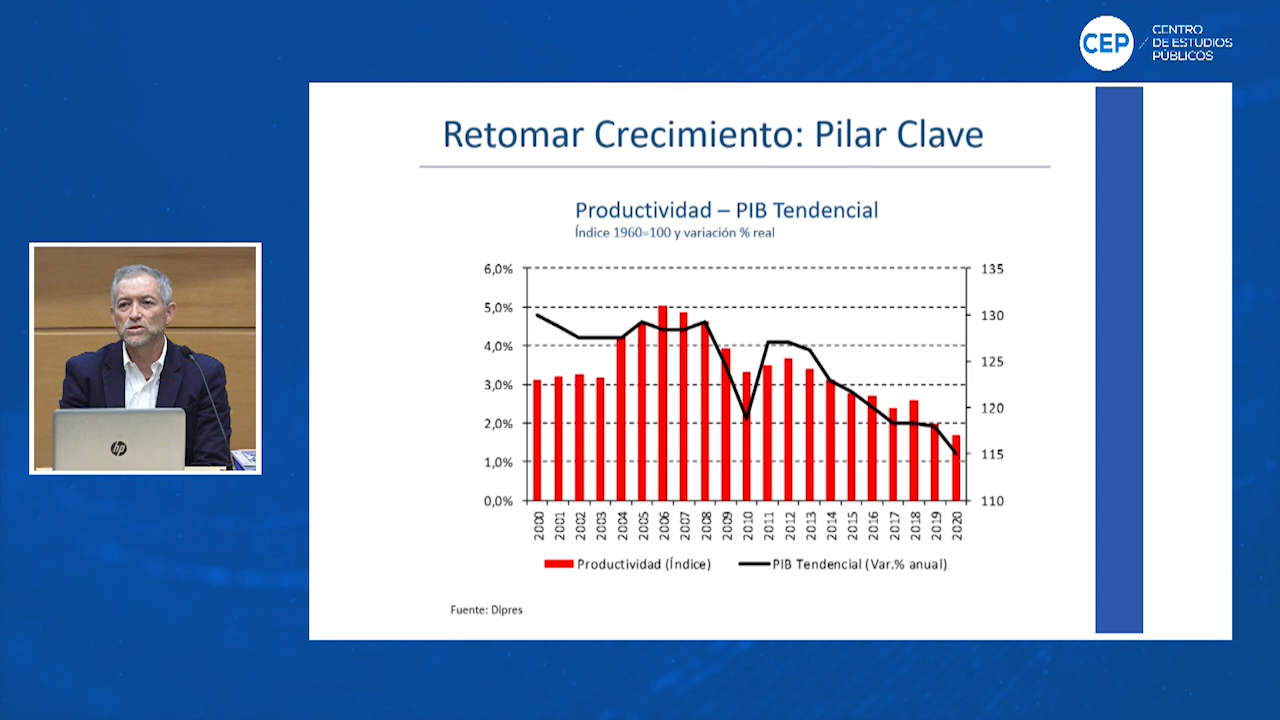 CEP
CENTRO
DE ESTUDIOS
PÚBLICOS
Retomar Crecimiento: Pilar Clave
Productividad – PIB Tendencial
Índice 1960=100 y variación % real
6,0%
5,0%
4,0%
3,0%
2,0%
1,0%
0,0%
135
130
125
120
115
110
2000 2001 2002 2003 2004 2005 2006 2007 2008 2009 2010 2011 2012 2013 2014 2015 2016 2017 2018 2019 2020
Productividad (Índice) PIB Tendencial (Var.% anual)
Fuente: Dipres
hp